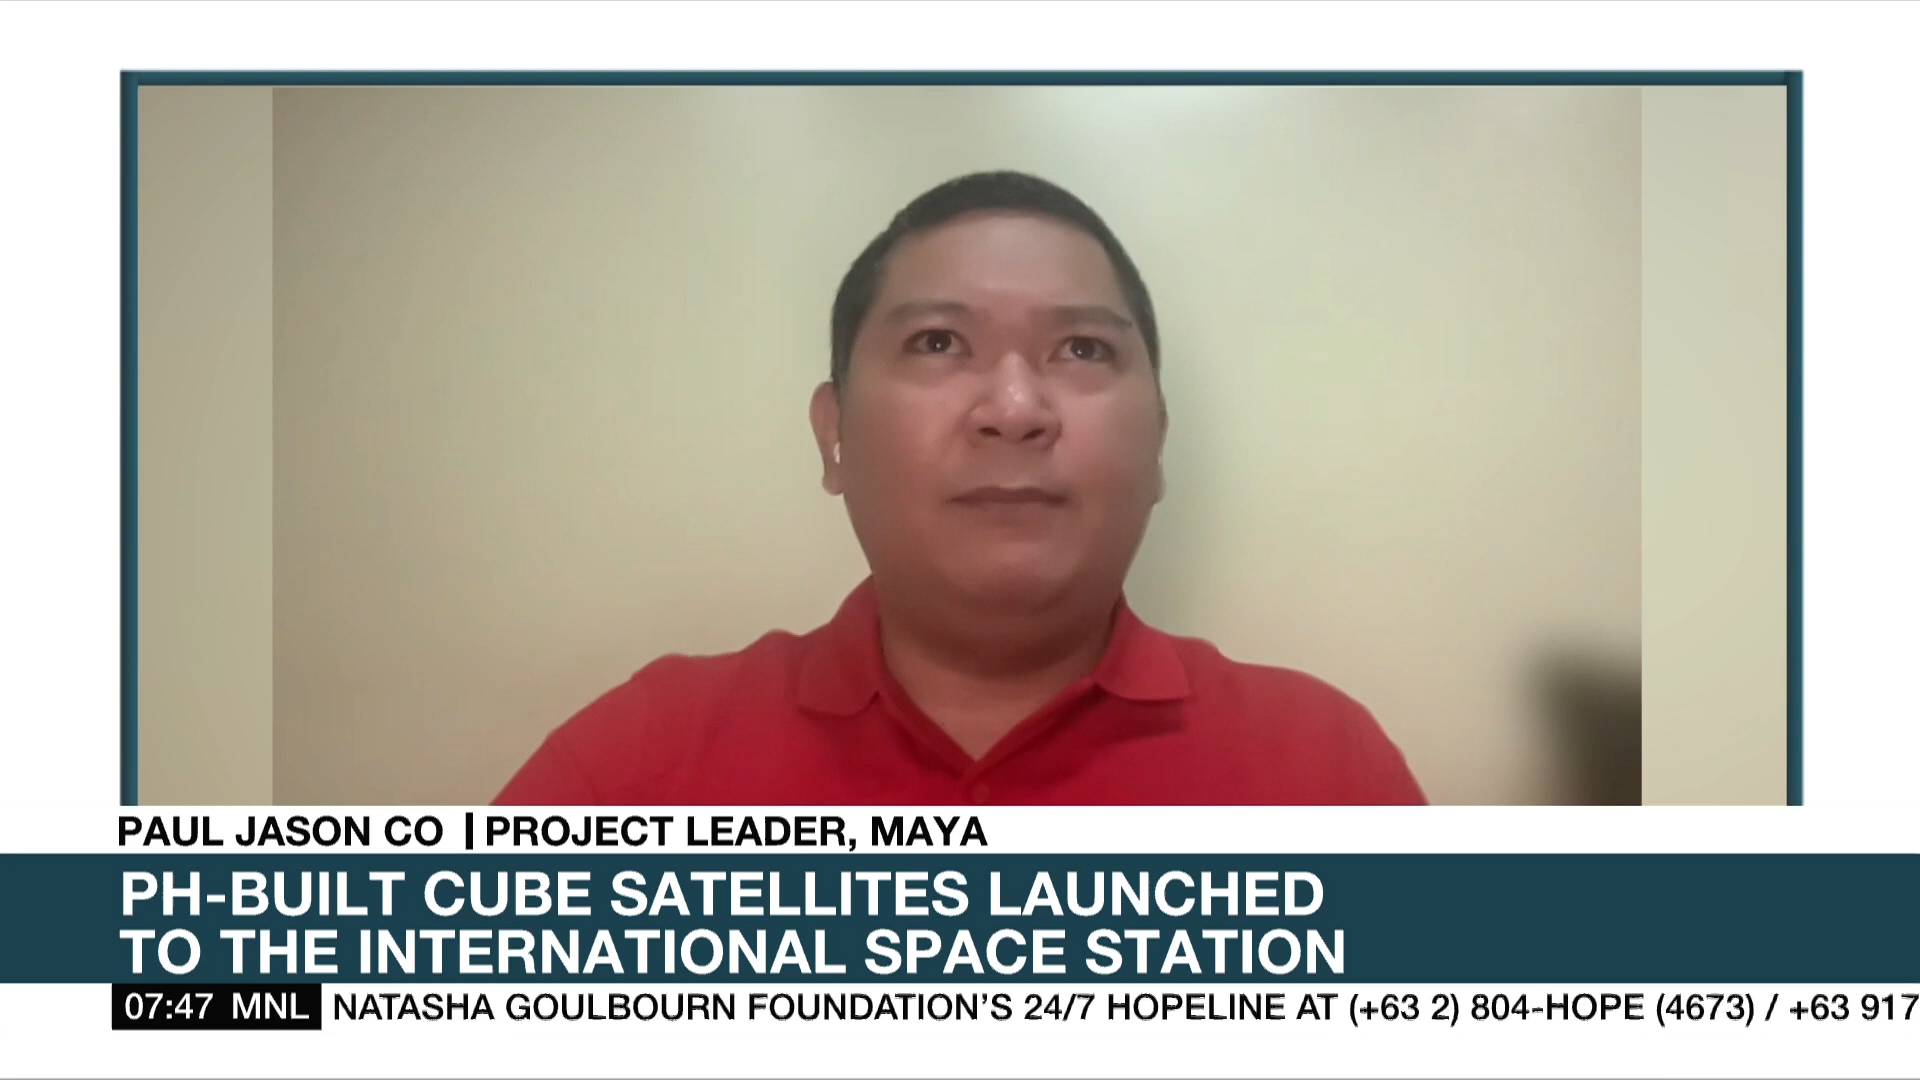 PAUL JASON CO | PROJECT LEADER, MAYA
PH-BUILT CUBE SATELLITES LAUNCHED
TO THE INTERNATIONAL SPACE STATION
07:47 MNL NATASHA GOULBOURN FOUNDATION’S 24/7 HOPELINE AT (+63 2) 804-HOPE (4673) / +63 917